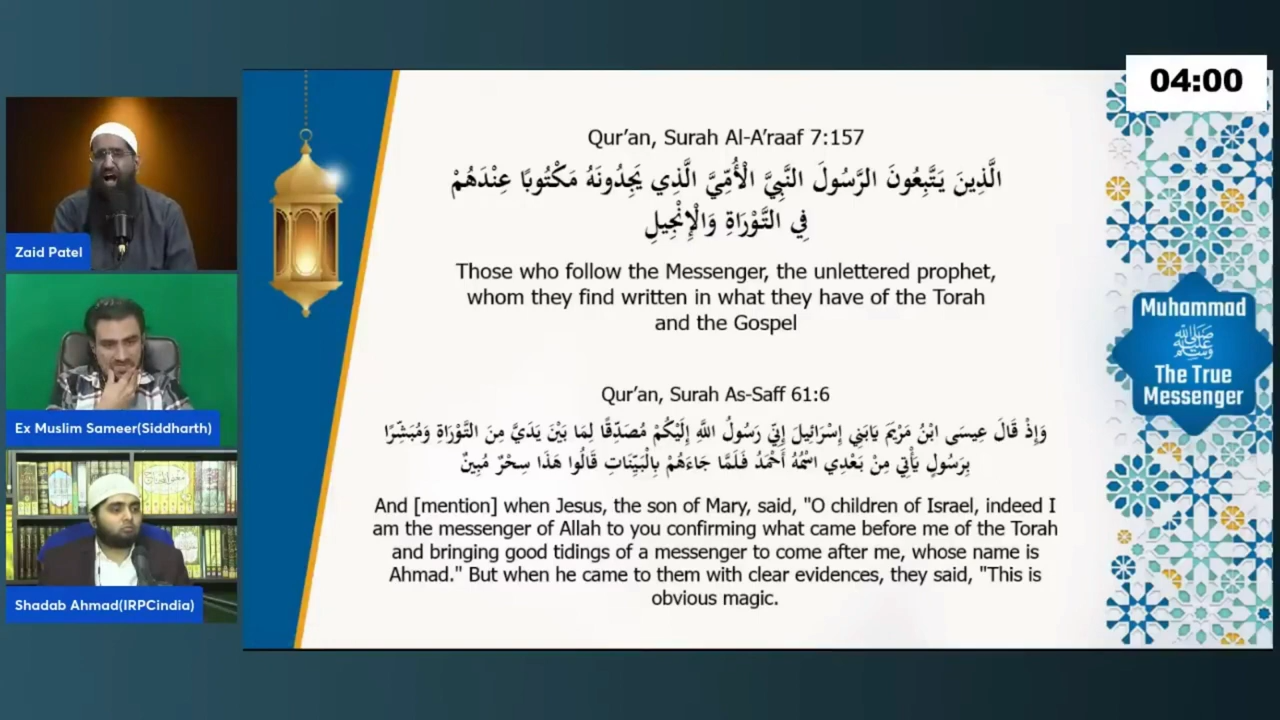 04:00
Qur’an, Surah Al-A’raaf 7:157
الَّذِينَ يَتَّبِعُونَ الرَّسُولَ النَّبِيَّ الْأُمِّيَّ الَّذِي يَجِدُونَهُ مَكْتُوبًا عِنْدَهُمْ
فِي التَّوْرَاةِ وَالْإِنْجِيلِ
Those who follow the Messenger, the unlettered prophet,
whom they find written in what they have of the Torah
and the Gospel
Qur’an, Surah As-Saff 61:6
وَإِذْ قَالَ عِيسَى ابْنُ مَرْيَمَ يَابَنِي إِسْرَائِيلَ إِنِّي رَسُولُ اللَّهِ إِلَيْكُمْ مُصَدِّقًا لِمَا بَيْنَ يَدَيَّ مِنَ التَّوْرَاةِ وَمُبَشِّرًا
بِرَسُولٍ يَأْتِي مِنْ بَعْدِي اسْمُهُ أَحْمَدُ فَلَمَّا جَاءَهُمْ بِالْبَيِّنَاتِ قَالُوا هَذَا سِحْرٌ مُبِينٌ
And [mention] when Jesus, the son of Mary, said, "O children of Israel, indeed I
am the messenger of Allah to you confirming what came before me of the Torah
and bringing good tidings of a messenger to come after me, whose name is
Ahmad." But when he came to them with clear evidences, they said, "This is
obvious magic.
Muhammad
صلى الله عليه وسلم
The True
Messenger
Zaid Patel
Ex Muslim Sameer(Siddharth)
Shadab Ahmad(IRPCindia)